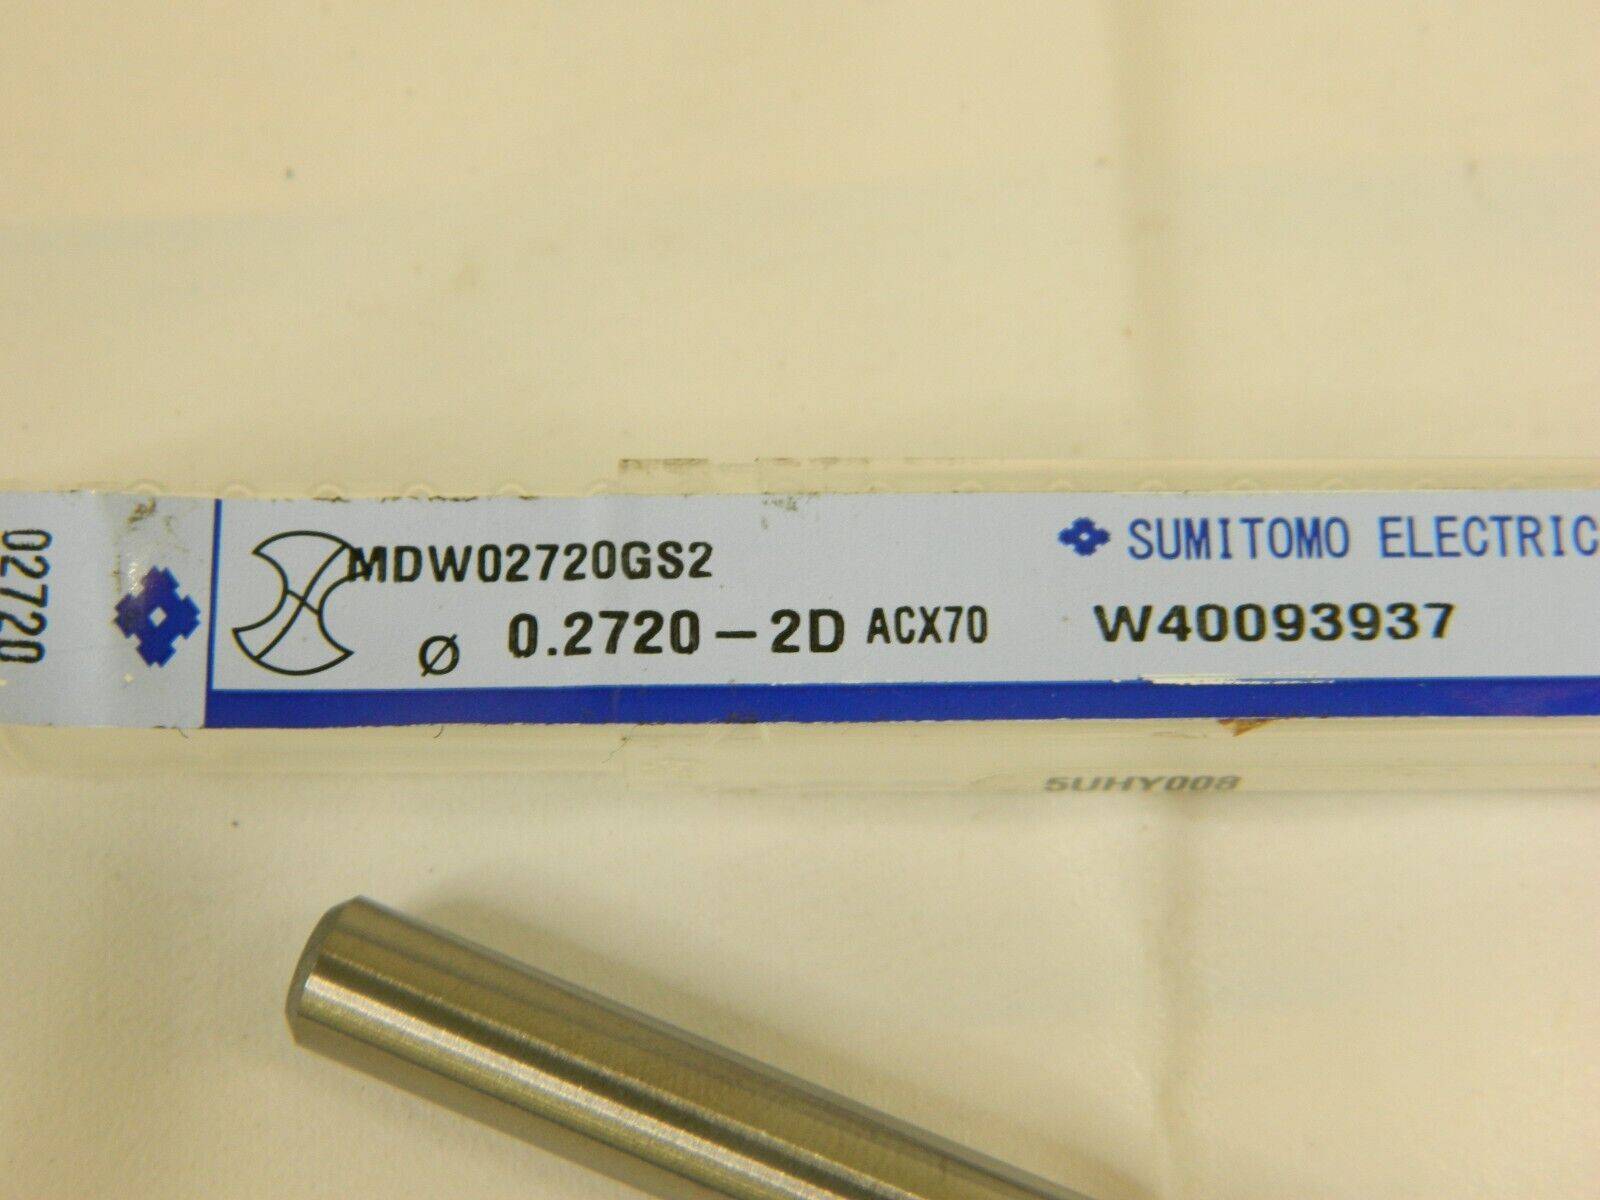 02720
MDW02720GS2
SUMITOMO ELECTRIC
Ø 0.2720-2D ACX70
W40093937
5UHY008